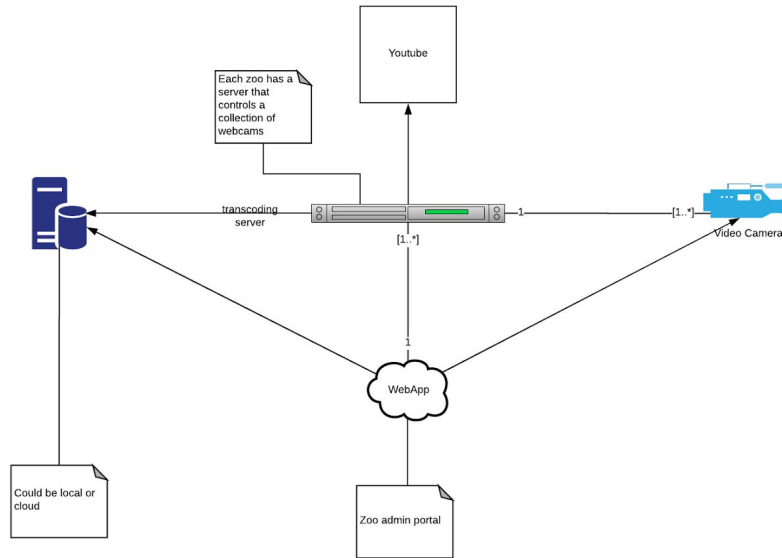 Youtube
Each zoo has a
server that
controls a
collection of
webcams
transcoding
server
1
[1..*]
Video Camera
[1..*]
1
WebApp
Could be local or
cloud
Zoo admin portal